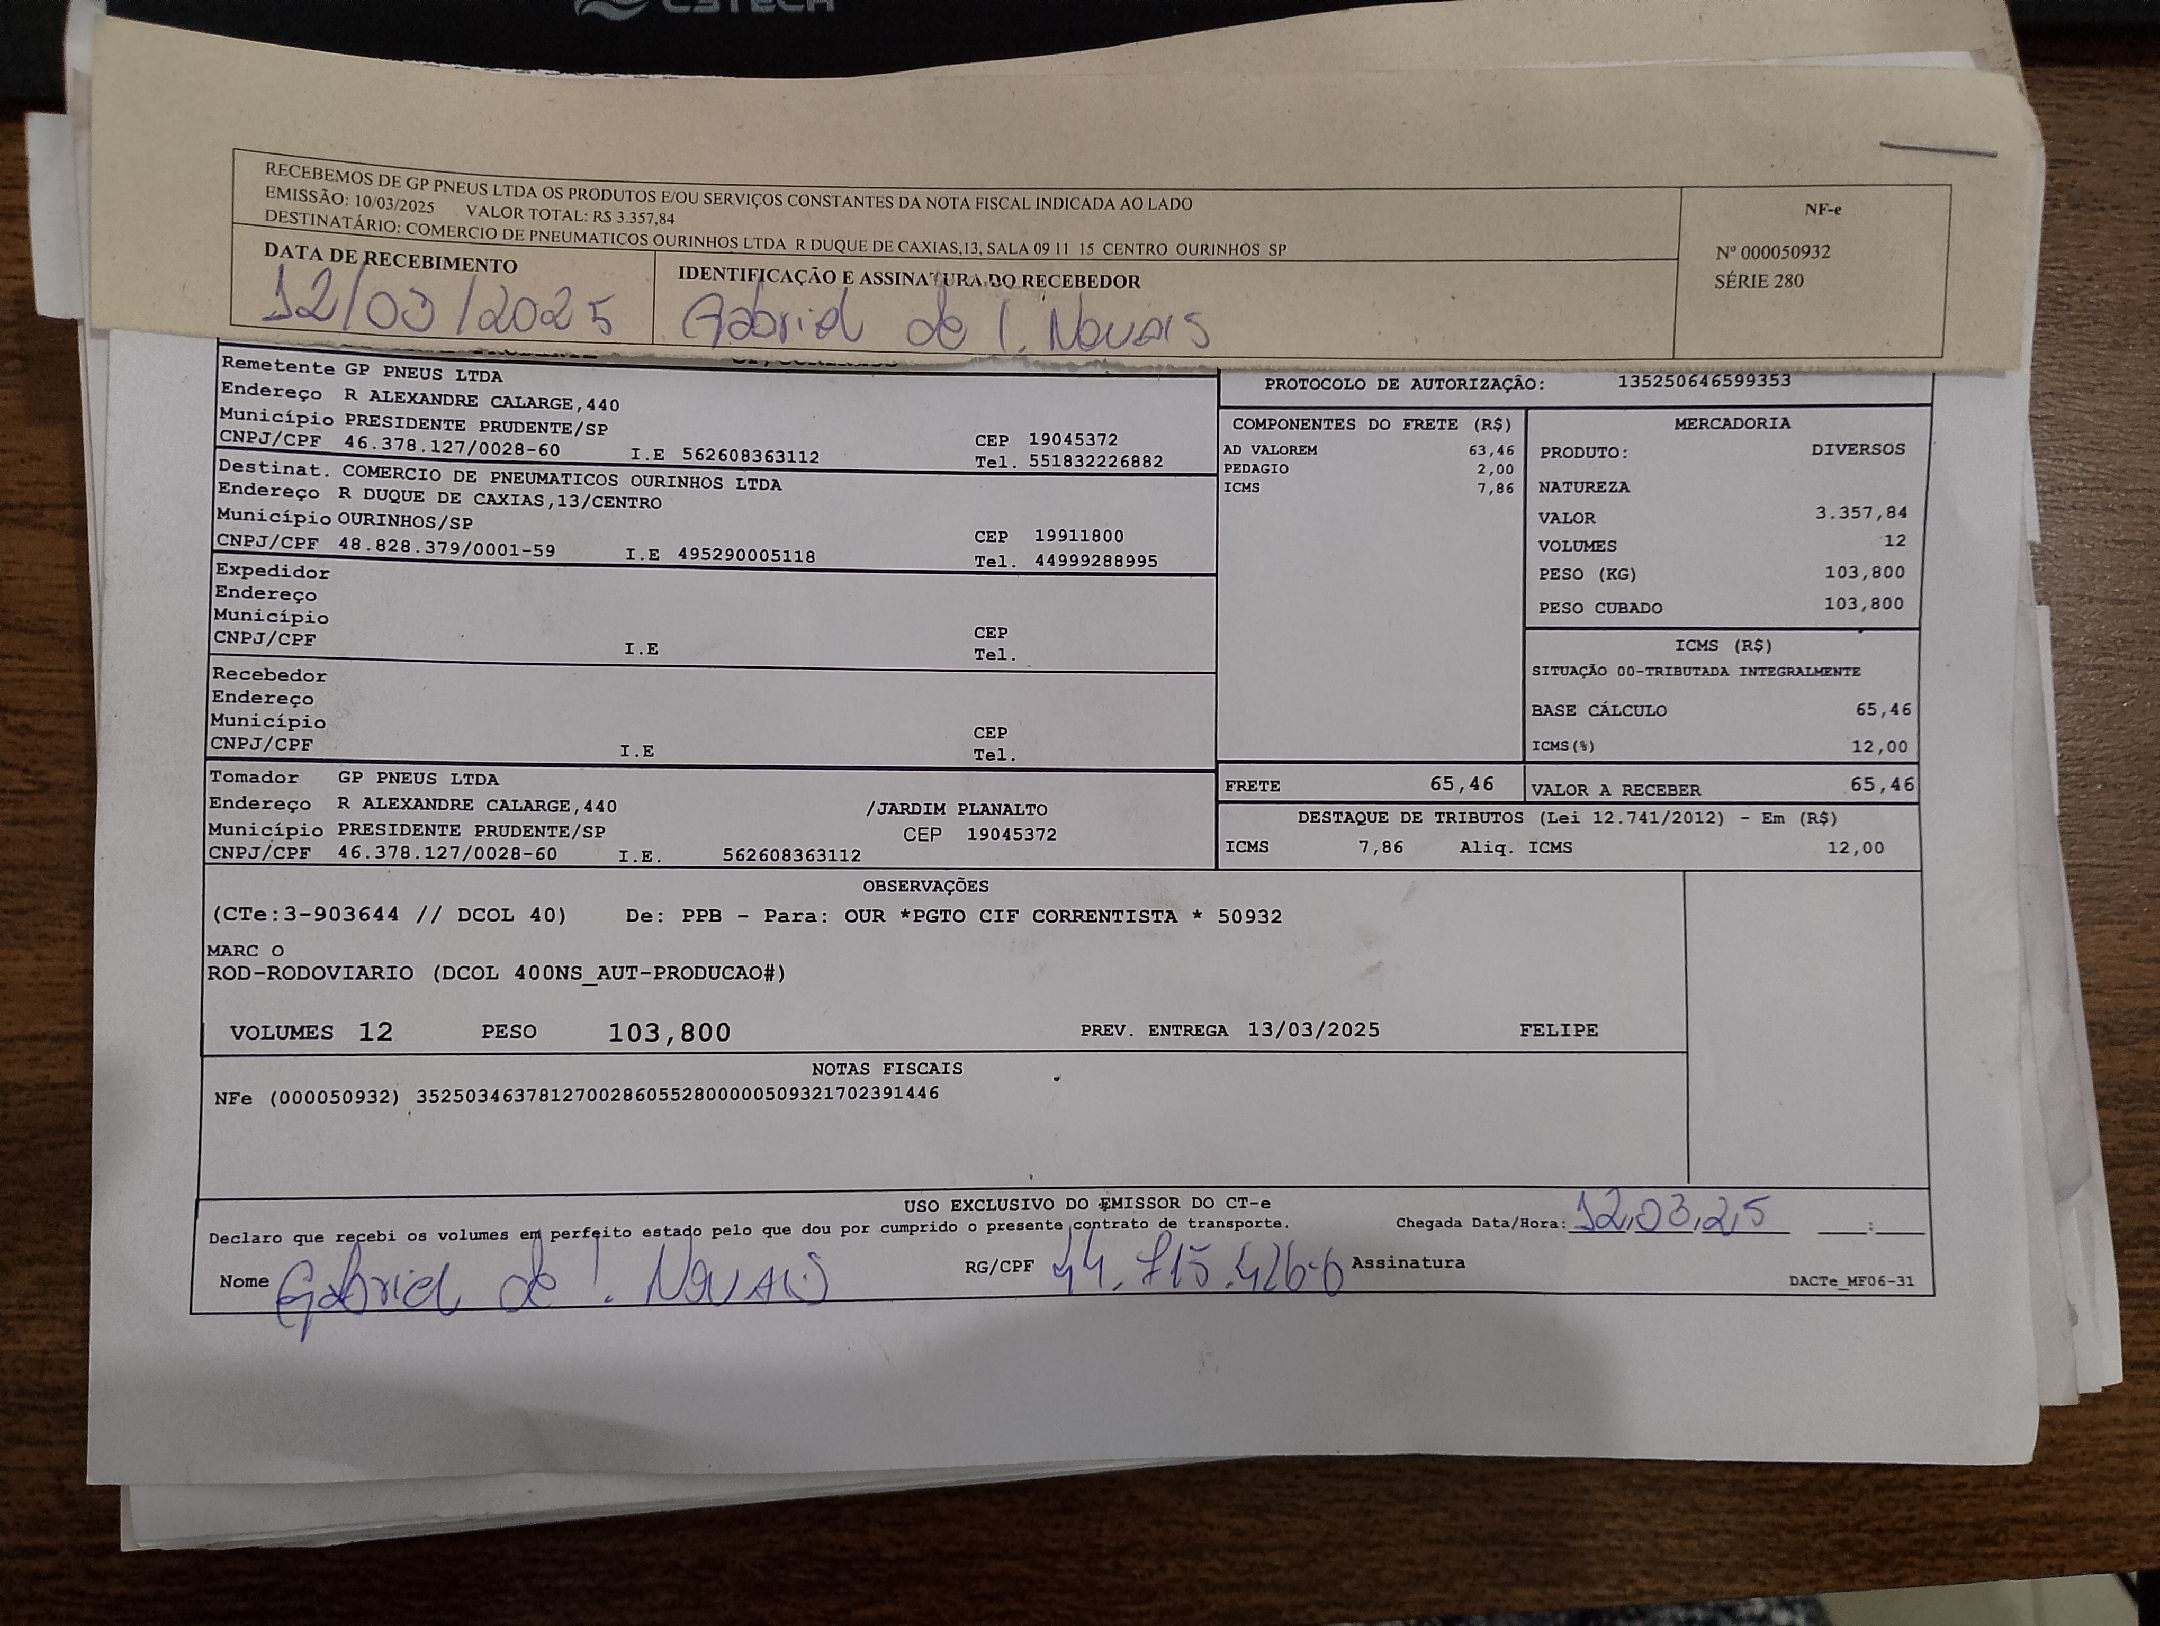 CSTECH
RECEBEMOS DE GP PNEUS LTDA OS PRODUTOS E/OU SERVIÇOS CONSTANTES DA NOTA FISCAL INDICADA AO LADO
EMISSÃO: 10/03/2025 VALOR TOTAL: R$ 3.357,84
DESTINATÁRIO: COMERCIO DE PNEUMATICOS OURINHOS LTDA R DUQUE DE CAXIAS,13, SALA 09 11 15 CENTRO OURINHOS SP
NF-e
Nº 000050932
SÉRIE 280
DATA DE RECEBIMENTO
12/03/2025
IDENTIFICAÇÃO E ASSINATURA DO RECEBEDOR
Gabriel de I. Novais
Remetente GP PNEUS LTDA
Endereço R ALEXANDRE CALARGE,440
Município PRESIDENTE PRUDENTE/SP CEP 19045372
CNPJ/CPF 46.378.127/0028-60 I.E 562608363112 Tel. 551832226882
Destinat. COMERCIO DE PNEUMATICOS OURINHOS LTDA
Endereço R DUQUE DE CAXIAS,13/CENTRO
Município OURINHOS/SP CEP 19911800
CNPJ/CPF 48.828.379/0001-59 I.E 495290005118 Tel. 44999288995
Expedidor
Endereço
Município CEP
CNPJ/CPF I.E Tel.
Recebedor
Endereço
Município CEP
CNPJ/CPF I.E Tel.
Tomador GP PNEUS LTDA
Endereço R ALEXANDRE CALARGE,440 /JARDIM PLANALTO
Município PRESIDENTE PRUDENTE/SP CEP 19045372
CNPJ/CPF 46.378.127/0028-60 I.E. 562608363112
PROTOCOLO DE AUTORIZAÇÃO: 135250646599353
COMPONENTES DO FRETE (R$)
AD VALOREM 63,46
PEDAGIO 2,00
ICMS 7,86
MERCADORIA
PRODUTO: DIVERSOS
NATUREZA
VALOR 3.357,84
VOLUMES 12
PESO (KG) 103,800
PESO CUBADO 103,800
ICMS (R$)
SITUAÇÃO 00-TRIBUTADA INTEGRALMENTE
BASE CÁLCULO 65,46
ICMS(%) 12,00
FRETE 65,46 VALOR A RECEBER 65,46
DESTAQUE DE TRIBUTOS (Lei 12.741/2012) - Em (R$)
ICMS 7,86 Aliq. ICMS 12,00
OBSERVAÇÕES
(CTe:3-903644 // DCOL 40) De: PPB - Para: OUR *PGTO CIF CORRENTISTA * 50932
MARC O
ROD-RODOVIARIO (DCOL 400NS_AUT-PRODUCAO#)
VOLUMES 12 PESO 103,800 PREV. ENTREGA 13/03/2025 FELIPE
NOTAS FISCAIS
NFe (000050932) 35250346378127002860552800000509321702391446
USO EXCLUSIVO DO EMISSOR DO CT-e
Declaro que recebi os volumes em perfeito estado pelo que dou por cumprido o presente contrato de transporte. Chegada Data/Hora: 12,03,25 :
Nome Gabriel de I. Novais RG/CPF 44.715.426-6 Assinatura
DACTe_MF06-31